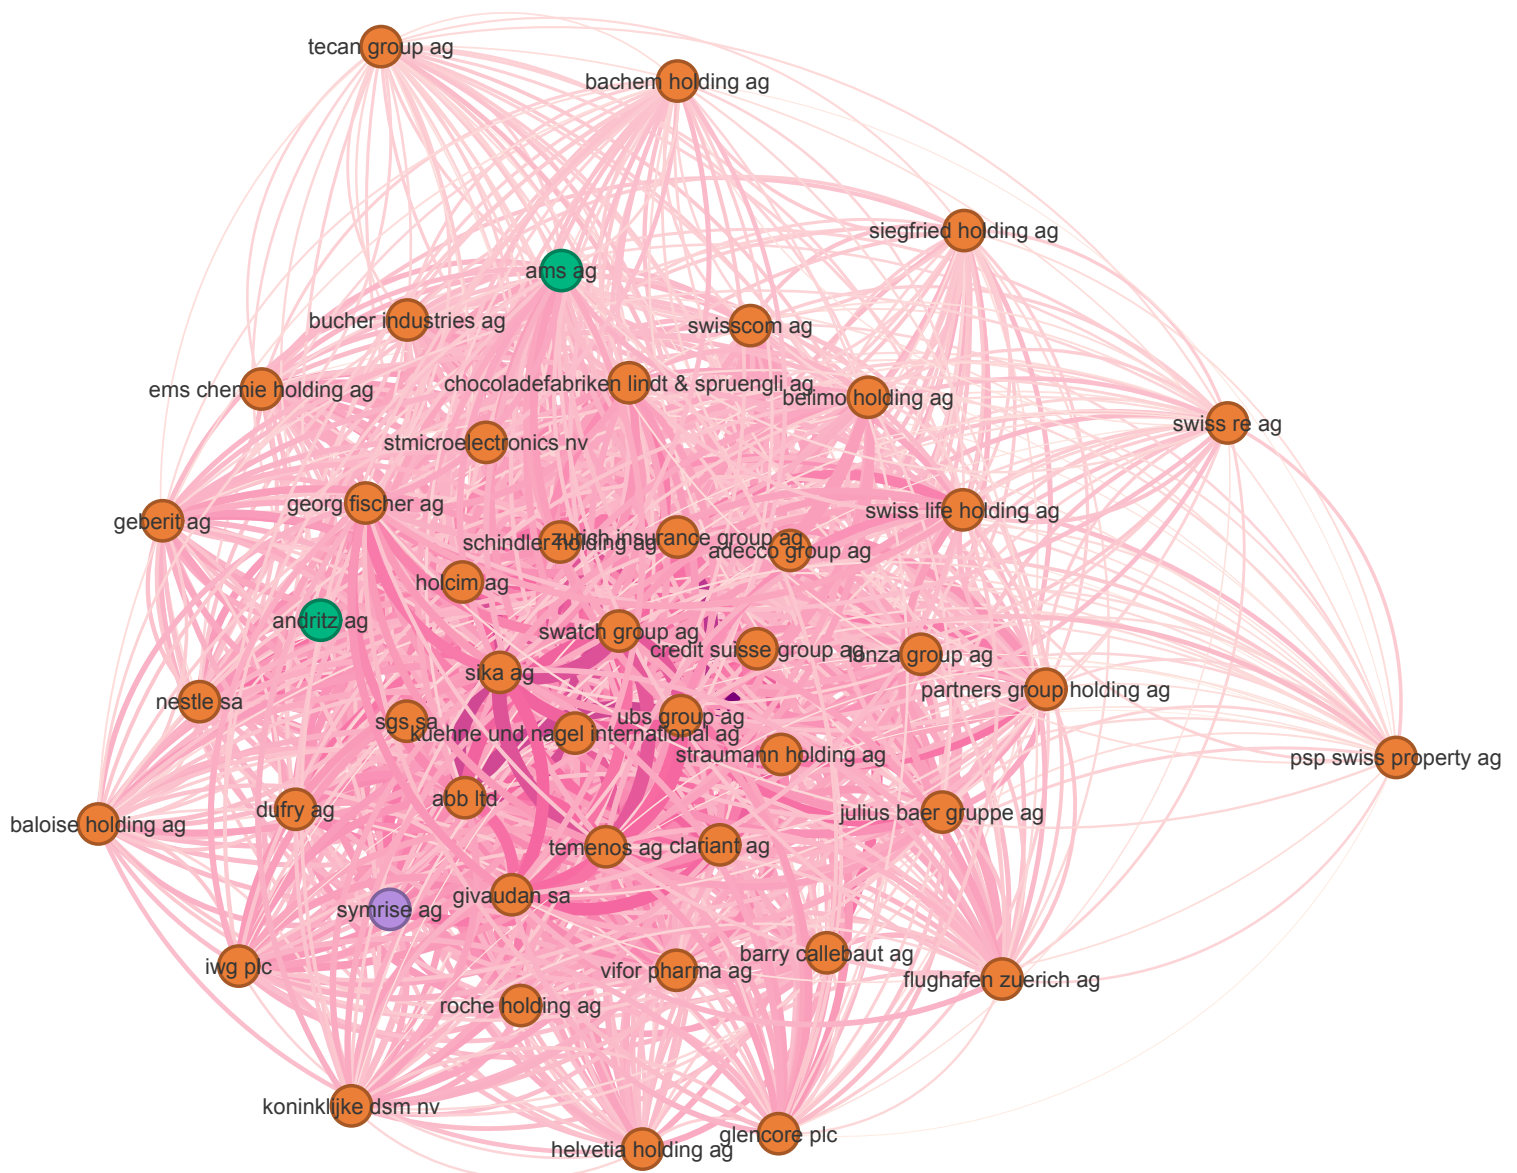 tecan group ag
bachem holding ag
siegfried holding ag
ams ag
bucher industries ag
swisscom ag
ems chemie holding ag
chocoladefabriken lindt & spruengli ag
belimo holding ag
swiss re ag
stmicroelectronics nv
georg fischer ag
geberit ag
swiss life holding ag
schindler holding ag
zurich insurance group ag
adecco group ag
holcim ag
andritz ag
swatch group ag
credit suisse group ag
lonza group ag
sika ag
partners group holding ag
nestle sa
sgs sa
ubs group ag
kuehne und nagel international ag
straumann holding ag
psp swiss property ag
abb ltd
dufry ag
julius baer gruppe ag
baloise holding ag
temenos ag
clariant ag
givaudan sa
symrise ag
barry callebaut ag
iwg plc
vifor pharma ag
flughafen zuerich ag
roche holding ag
koninklijke dsm nv
glencore plc
helvetia holding ag